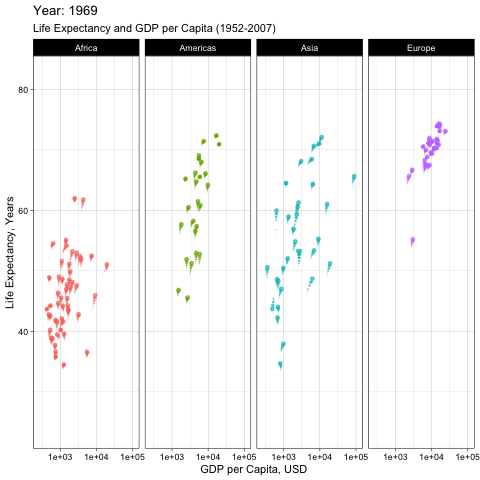 Year: 1969
Life Expectancy and GDP per Capita (1952-2007)
Africa Americas Asia Europe
80
60
40
Life Expectancy, Years
1e+03 1e+04 1e+05 1e+03 1e+04 1e+05 1e+03 1e+04 1e+05 1e+03 1e+04 1e+05
GDP per Capita, USD